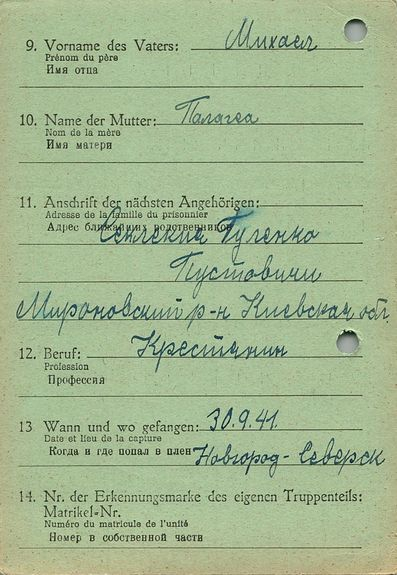 9. Vorname des Vaters: Михаел
Prénom du père
Имя отца
10. Name der Mutter: Палагеа
Nom de la mère
Имя матери
11. Anschrift der nächsten Angehörigen:
Adresse de la famille du prisonnier
Адрес ближайших родственников
Гученко
Пустовичи
Мироновский р-н Киевская обл
12. Beruf: Крестянин
Profession
Профессия
13 Wann und wo gefangen: 30.9.41.
Date et lieu de la capture
Когда и где попал в плен Новгород-Северск
14. Nr. der Erkennungsmarke des eigenen Truppenteils:
Matrikel-Nr.
Numéro du matricule de l'unité
Номер в собственной части